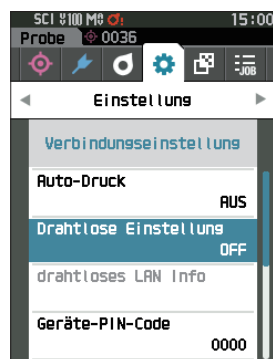 SCI 100 M0 15:00
Probe 0036
-JOB
Einstellung
Verbindungseinstellung
Auto-Druck
AUS
Drahtlose Einstellung
OFF
drahtloses LAN Info
Geräte-PIN-Code
0000